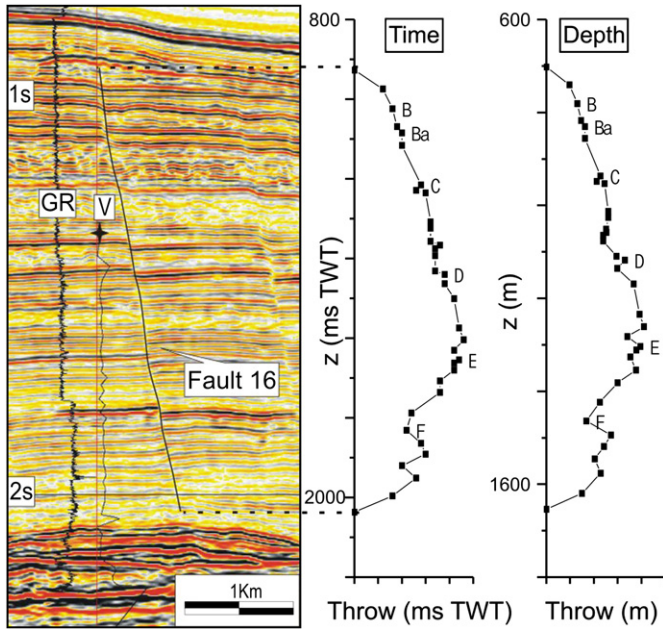 1s
GR
V
Fault 16
2s
1Km
800
Time
B
Ba
C
D
E
F
2000
z (ms TWT)
Throw (ms TWT)
600
Depth
B
Ba
C
D
E
F
1600
z (m)
Throw (m)